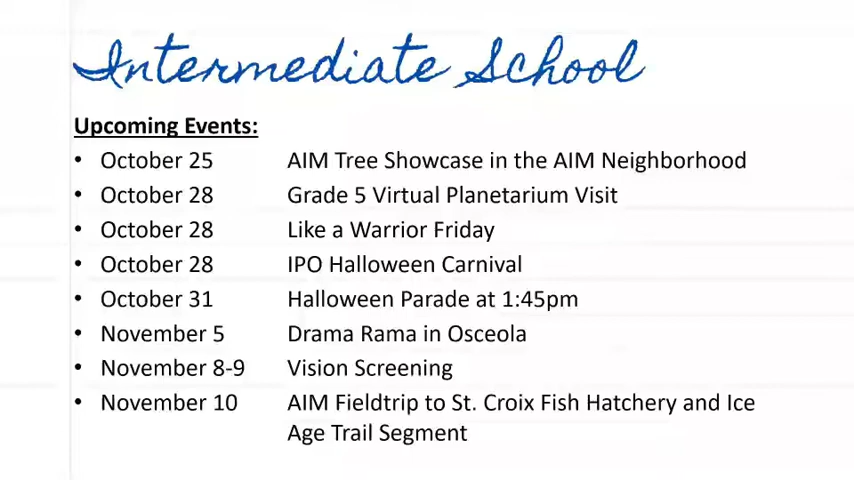 Intermediate School
Upcoming Events:
• October 25 AIM Tree Showcase in the AIM Neighborhood
• October 28 Grade 5 Virtual Planetarium Visit
• October 28 Like a Warrior Friday
• October 28 IPO Halloween Carnival
• October 31 Halloween Parade at 1:45pm
• November 5 Drama Rama in Osceola
• November 8-9 Vision Screening
• November 10 AIM Fieldtrip to St. Croix Fish Hatchery and Ice
Age Trail Segment